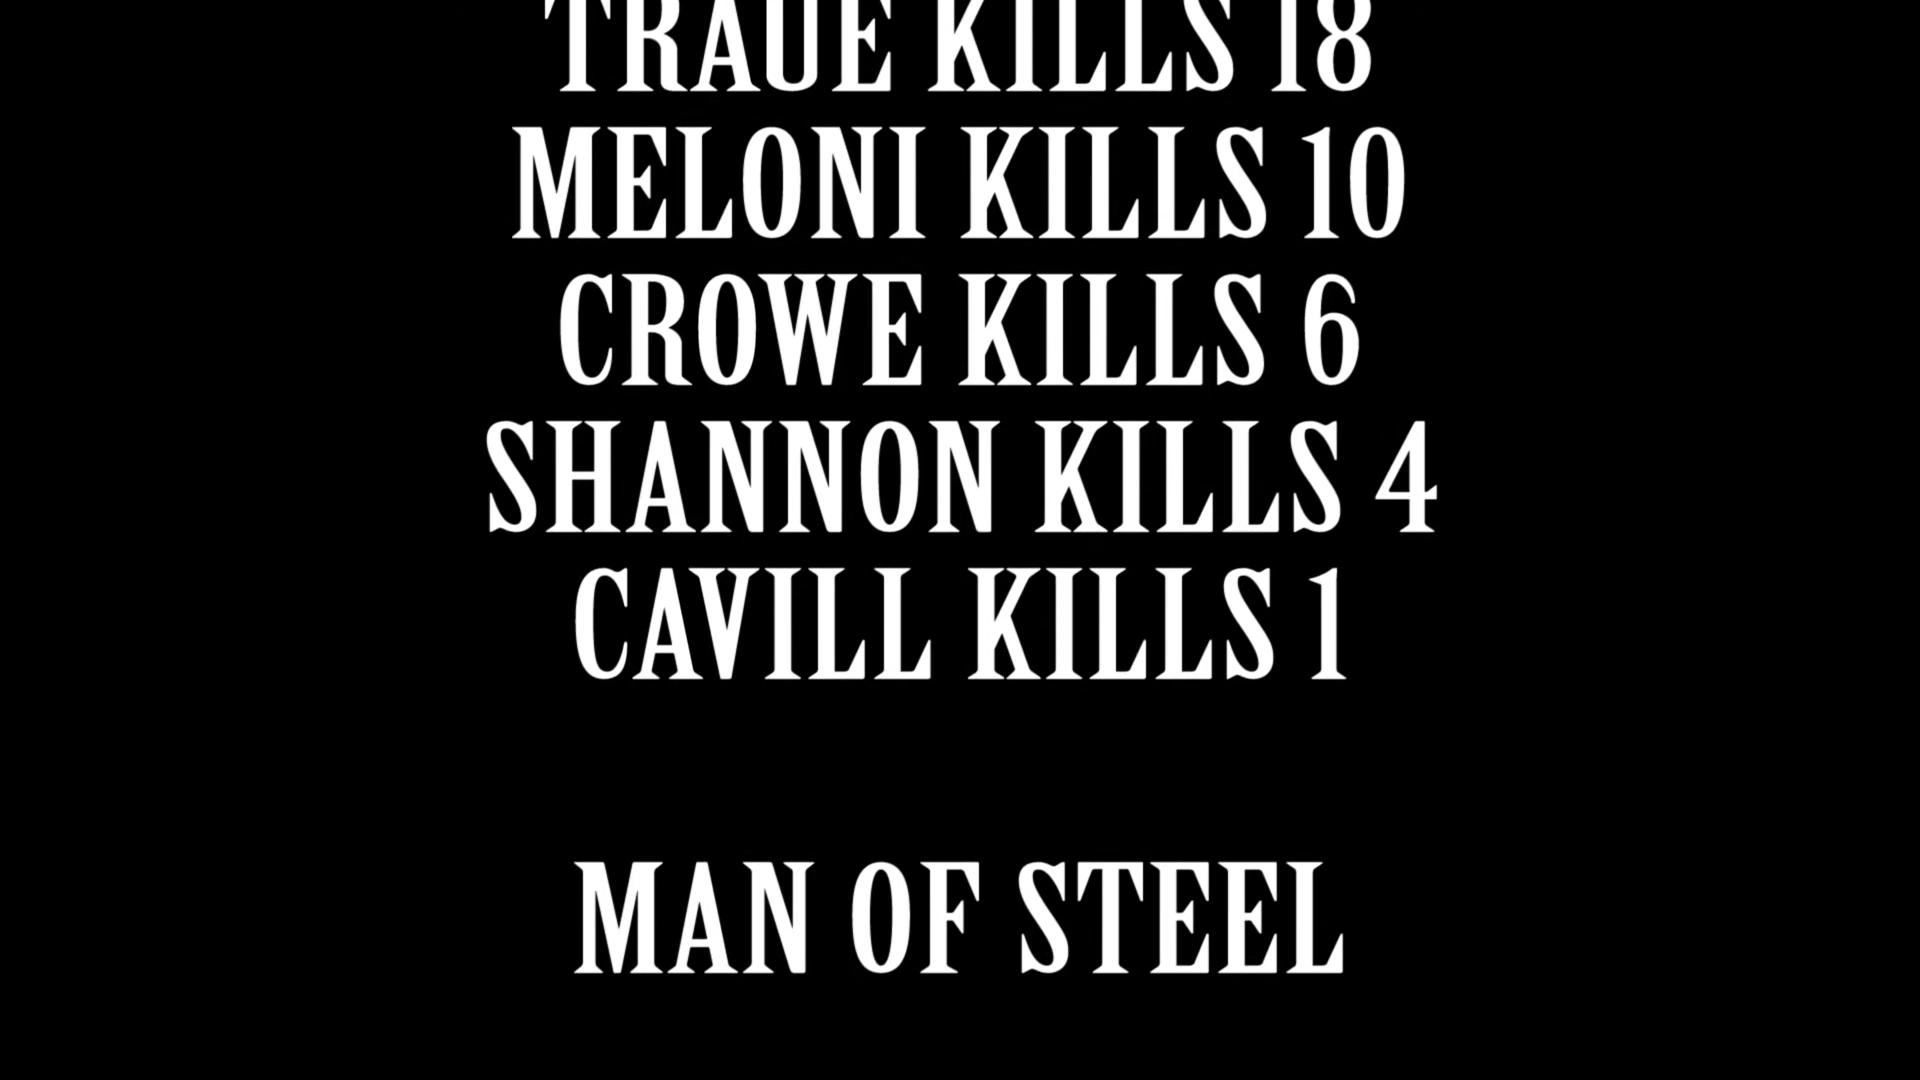 TRAUE KILLS 18
MELONI KILLS 10
CROWE KILLS 6
SHANNON KILLS 4
CAVILL KILLS 1
MAN OF STEEL